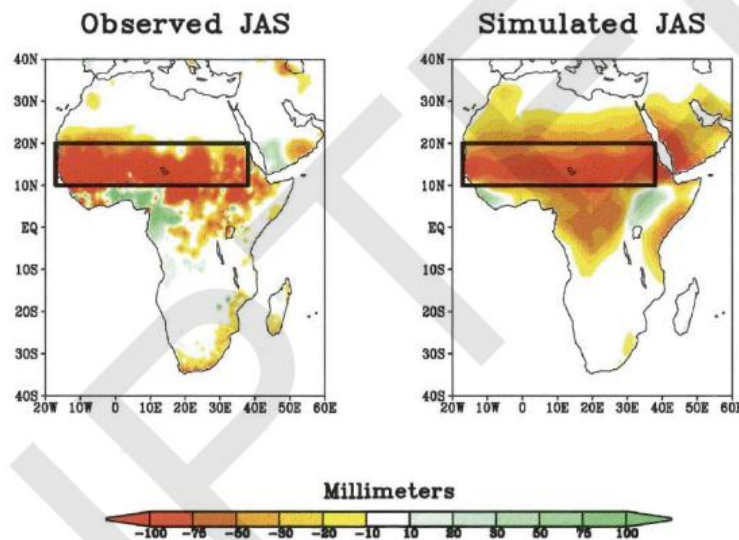 Observed JAS
Simulated JAS
40N
30N
20N
10N
EQ
10S
20S
30S
40S
20W 10W 0 10E 20E 30E 40E 50E 60E
40N
30N
20N
10N
EQ
10S
20S
30S
40S
20W 10W 0 10E 20E 30E 40E 50E 60E
Millimeters
-100 -75 -50 -30 -20 -10 10 20 30 50 75 100